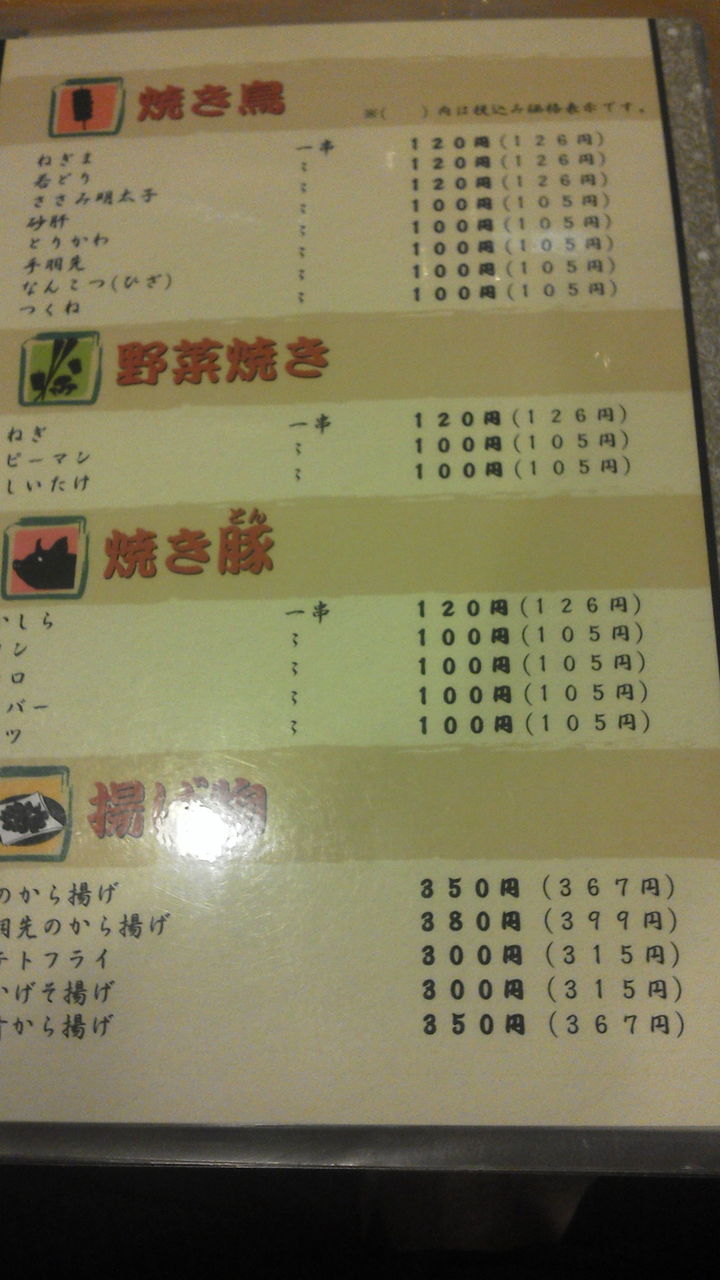 焼き鳥 ※( )内は税込み価格表示です。
ねぎま 一串 120円(126円)
若どり 〃 120円(126円)
ささみ明太子 〃 120円(126円)
砂肝 〃 100円(105円)
とりかわ 〃 100円(105円)
手羽先 〃 100円(105円)
なんこつ(ひざ) 〃 100円(105円)
つくね 〃 100円(105円)
野菜焼き
ねぎ 一串 120円(126円)
ピーマン 〃 100円(105円)
しいたけ 〃 100円(105円)
とん
焼き豚
しら 一串 120円(126円)
ン 〃 100円(105円)
ロ 〃 100円(105円)
バー 〃 100円(105円)
ツ 〃 100円(105円)
揚げ物
のから揚げ 350円(367円)
羽先のから揚げ 380円(399円)
テトフライ 300円(315円)
げそ揚げ 300円(315円)
から揚げ 350円(367円)